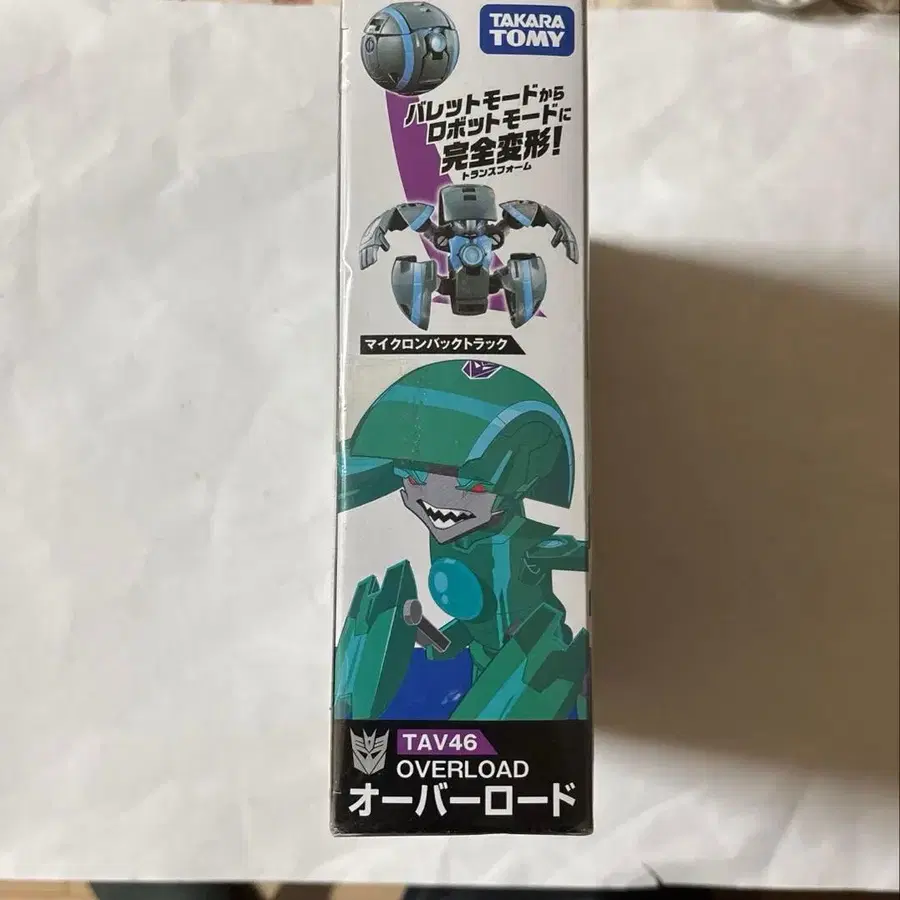 TAKARA
TOMY
バレットモードから
ロボットモードに
完全変形!
トランスフォーム
マイクロンバックトラック
TAV46
OVERLOAD
オーバーロード